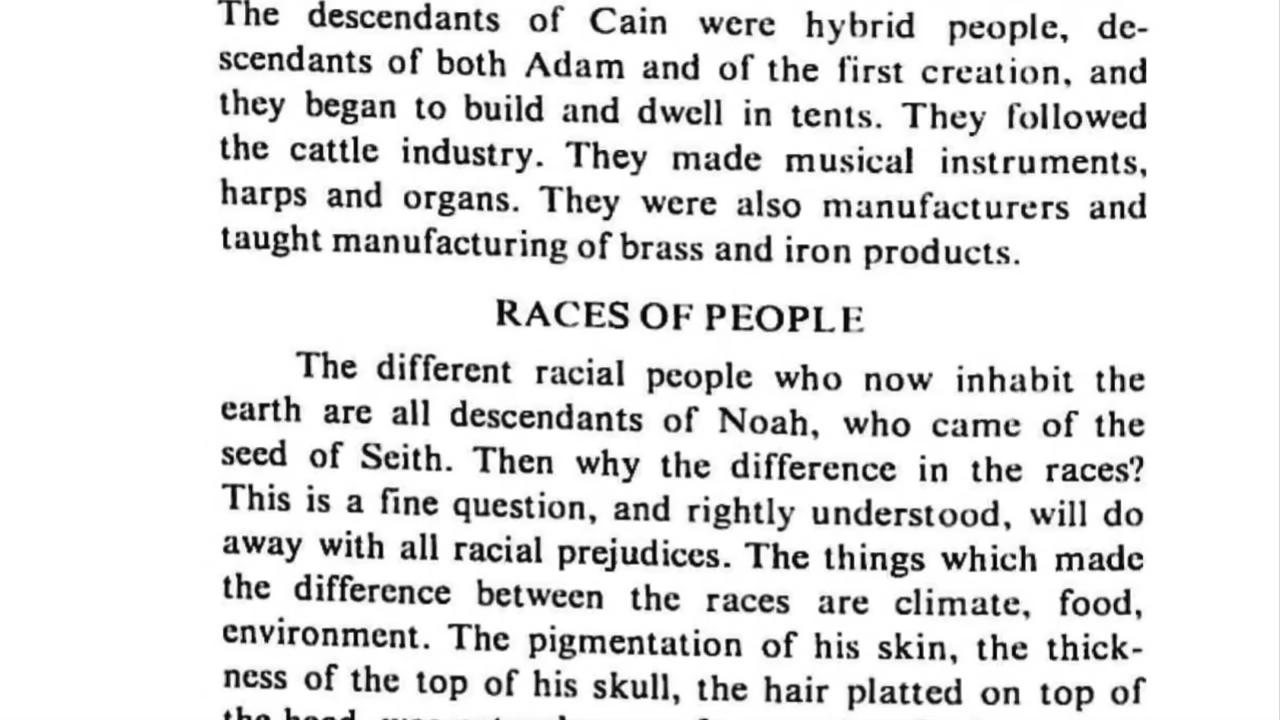 The descendants of Cain were hybrid people, de-
scendants of both Adam and of the first creation, and
they began to build and dwell in tents. They followed
the cattle industry. They made musical instruments,
harps and organs. They were also manufacturers and
taught manufacturing of brass and iron products.
RACES OF PEOPLE
The different racial people who now inhabit the
earth are all descendants of Noah, who came of the
seed of Seith. Then why the difference in the races?
This is a fine question, and rightly understood, will do
away with all racial prejudices. The things which made
the difference between the races are climate, food,
environment. The pigmentation of his skin, the thick-
ness of the top of his skull, the hair platted on top of
the head,